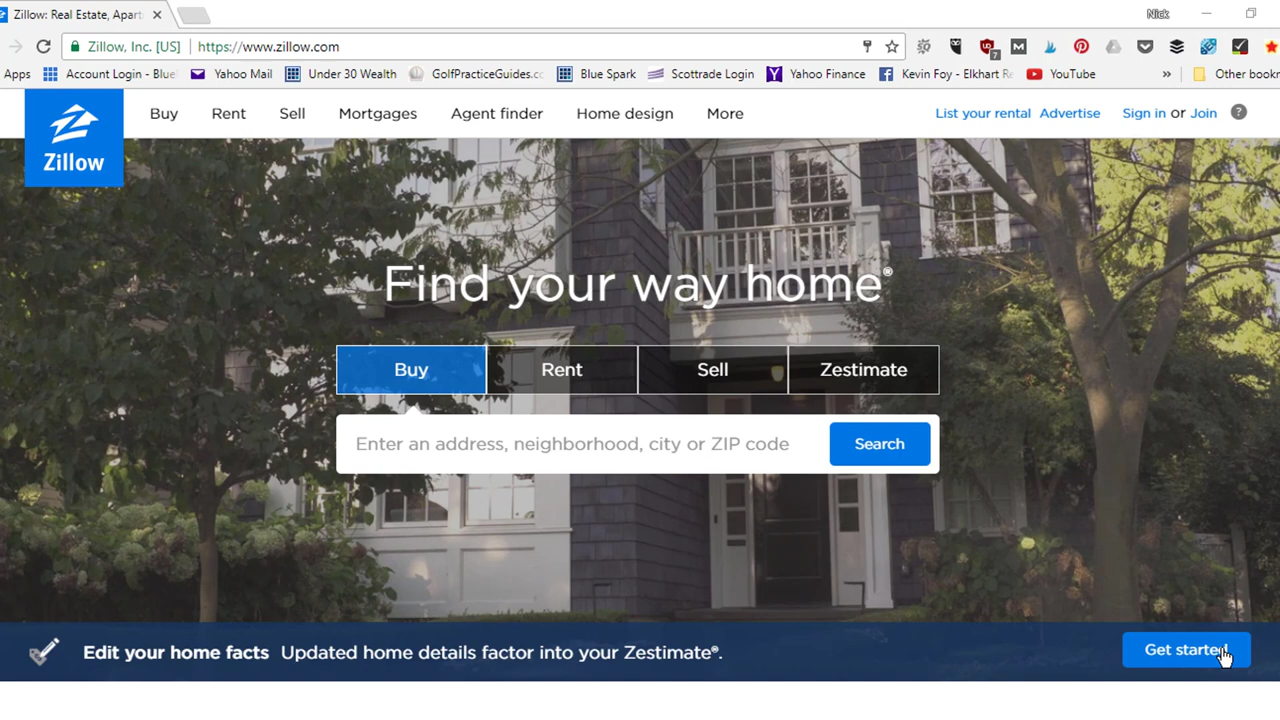 Zillow: Real Estate, Apart
Nick
Zillow, Inc. [US] https://www.zillow.com
7
Apps Account Login - Blue Yahoo Mail Under 30 Wealth GolfPracticeGuides.co Blue Spark Scottrade Login Yahoo Finance Kevin Foy - Elkhart Re YouTube » Other bookm
Zillow
Buy Rent Sell Mortgages Agent finder Home design More List your rental Advertise Sign in or Join ?
Find your way home®
Buy Rent Sell Zestimate
Enter an address, neighborhood, city or ZIP code Search
Edit your home facts Updated home details factor into your Zestimate®. Get started